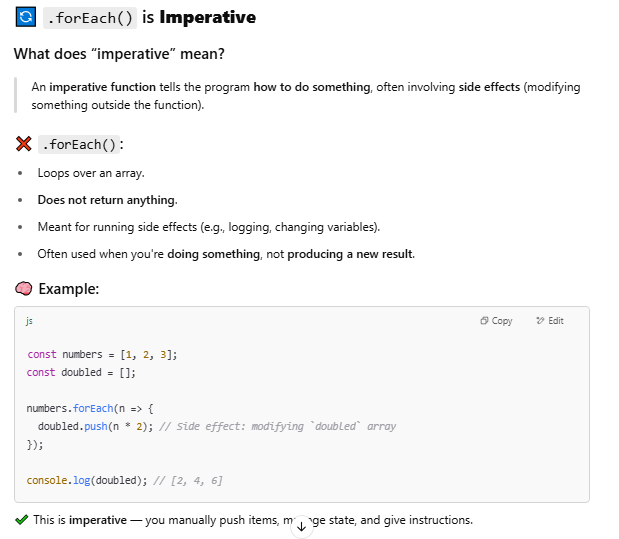 .forEach() is Imperative
What does “imperative” mean?
An imperative function tells the program how to do something, often involving side effects (modifying
something outside the function).
.forEach():
Loops over an array.
Does not return anything.
Meant for running side effects (e.g., logging, changing variables).
Often used when you're doing something, not producing a new result.
Example:
js Copy Edit
const numbers = [1, 2, 3];
const doubled = [];
numbers.forEach(n => {
doubled.push(n * 2); // Side effect: modifying `doubled` array
});
console.log(doubled); // [2, 4, 6]
This is imperative — you manually push items, manage state, and give instructions.